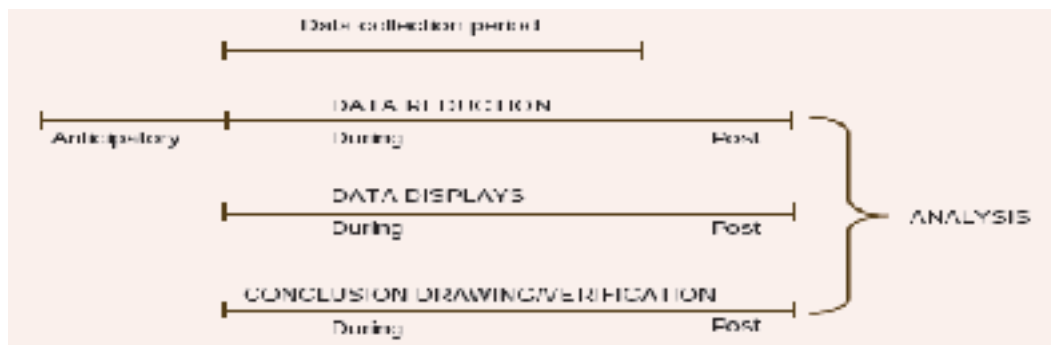 Data collection period
DATA REDUCTION
Anticipatory During Post
DATA DISPLAYS
During Post
ANALYSIS
CONCLUSION DRAWING/VERIFICATION
During Post